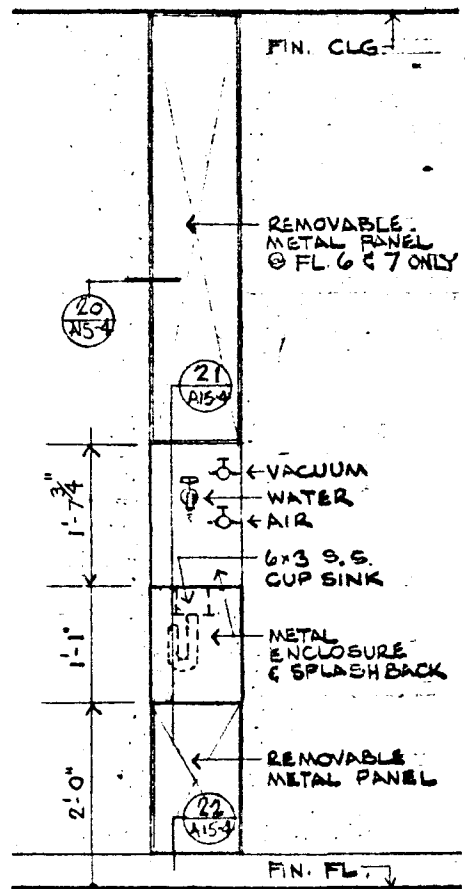 FIN. CLG.
REMOVABLE
METAL PANEL
@ FL. 6 & 7 ONLY
20
A15-4
21
A15-4
1'-7 3/4"
VACUUM
WATER
AIR
6x3 S.S.
CUP SINK
1'-1"
METAL
ENCLOSURE
& SPLASHBACK
2'-0"
REMOVABLE
METAL PANEL
22
A15-4
FIN. FL.